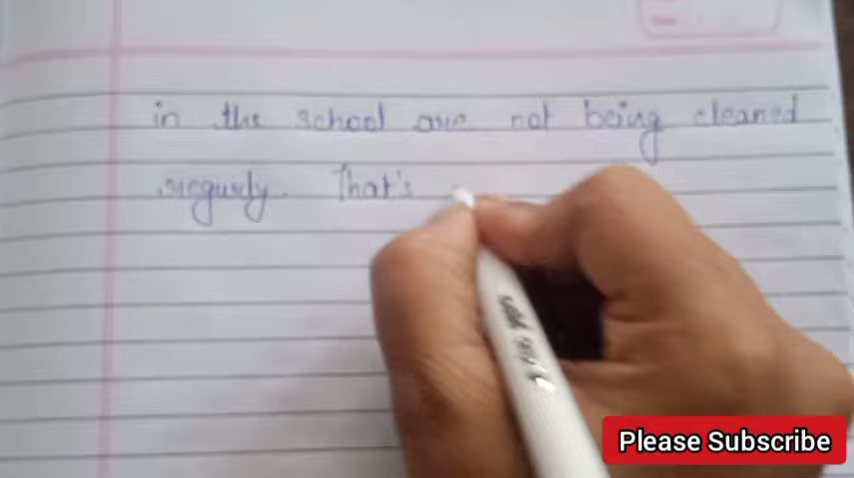 in the school are not being cleaned
regurly. That's
Please Subscribe